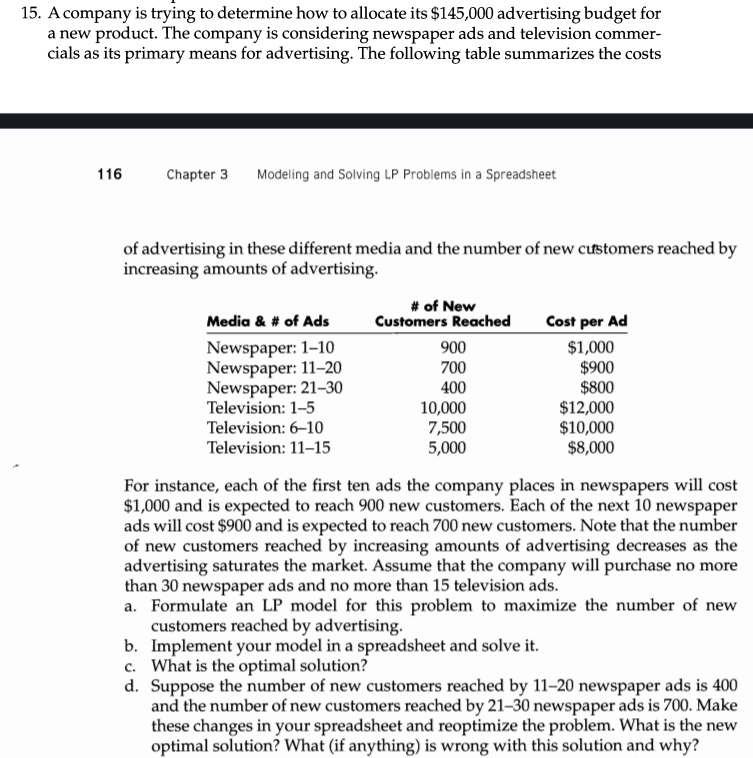 15. A company is trying to determine how to allocate its $145,000 advertising budget for
a new product. The company is considering newspaper ads and television commer-
cials as its primary means for advertising. The following table summarizes the costs
116 Chapter 3 Modeling and Solving LP Problems in a Spreadsheet
of advertising in these different media and the number of new customers reached by
increasing amounts of advertising.
# of New
Media & # of Ads Customers Reached Cost per Ad
Newspaper: 1–10 900 $1,000
Newspaper: 11–20 700 $900
Newspaper: 21–30 400 $800
Television: 1–5 10,000 $12,000
Television: 6–10 7,500 $10,000
Television: 11–15 5,000 $8,000
For instance, each of the first ten ads the company places in newspapers will cost
$1,000 and is expected to reach 900 new customers. Each of the next 10 newspaper
ads will cost $900 and is expected to reach 700 new customers. Note that the number
of new customers reached by increasing amounts of advertising decreases as the
advertising saturates the market. Assume that the company will purchase no more
than 30 newspaper ads and no more than 15 television ads.
a. Formulate an LP model for this problem to maximize the number of new
customers reached by advertising.
b. Implement your model in a spreadsheet and solve it.
c. What is the optimal solution?
d. Suppose the number of new customers reached by 11–20 newspaper ads is 400
and the number of new customers reached by 21–30 newspaper ads is 700. Make
these changes in your spreadsheet and reoptimize the problem. What is the new
optimal solution? What (if anything) is wrong with this solution and why?